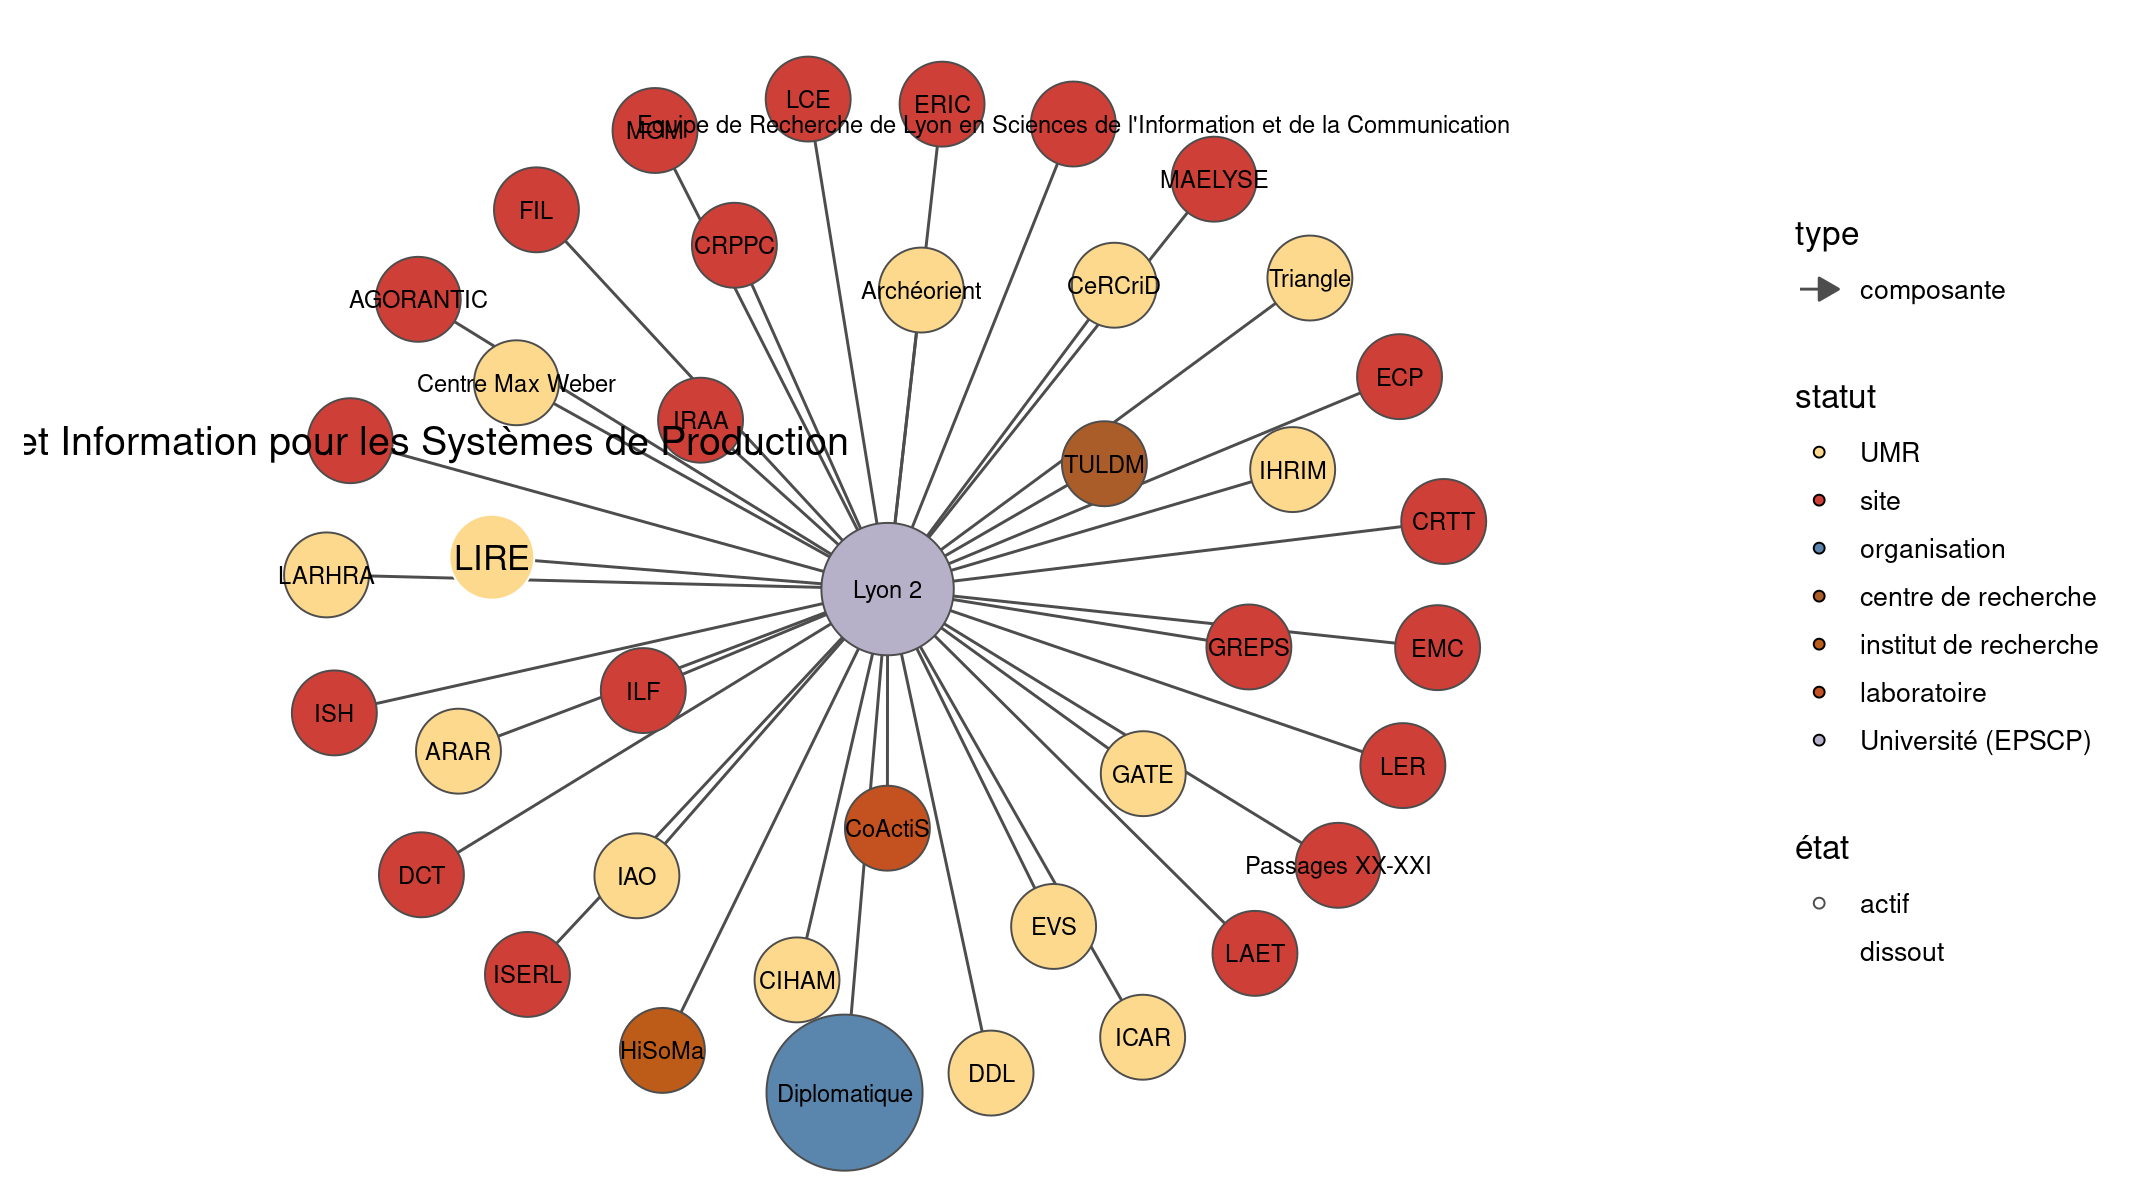 LCE
ERIC
MOM
Equipe de Recherche de Lyon en Sciences de l'Information et de la Communication
MAELYSE
FIL
CRPPC
Archéorient
CeRCriD
Triangle
AGORANTIC
Centre Max Weber
IRAA
ECP
et Information pour les Systèmes de Production
TULDM
IHRIM
CRTT
LIRE
LARHRA
Lyon 2
GREPS
EMC
ILF
ISH
ARAR
GATE
LER
DCT
IAO
CoActiS
Passages XX-XXI
EVS
LAET
ISERL
CIHAM
HiSoMa
ICAR
DDL
Diplomatique
type
composante
statut
UMR
site
organisation
centre de recherche
institut de recherche
laboratoire
Université (EPSCP)
état
actif
dissout